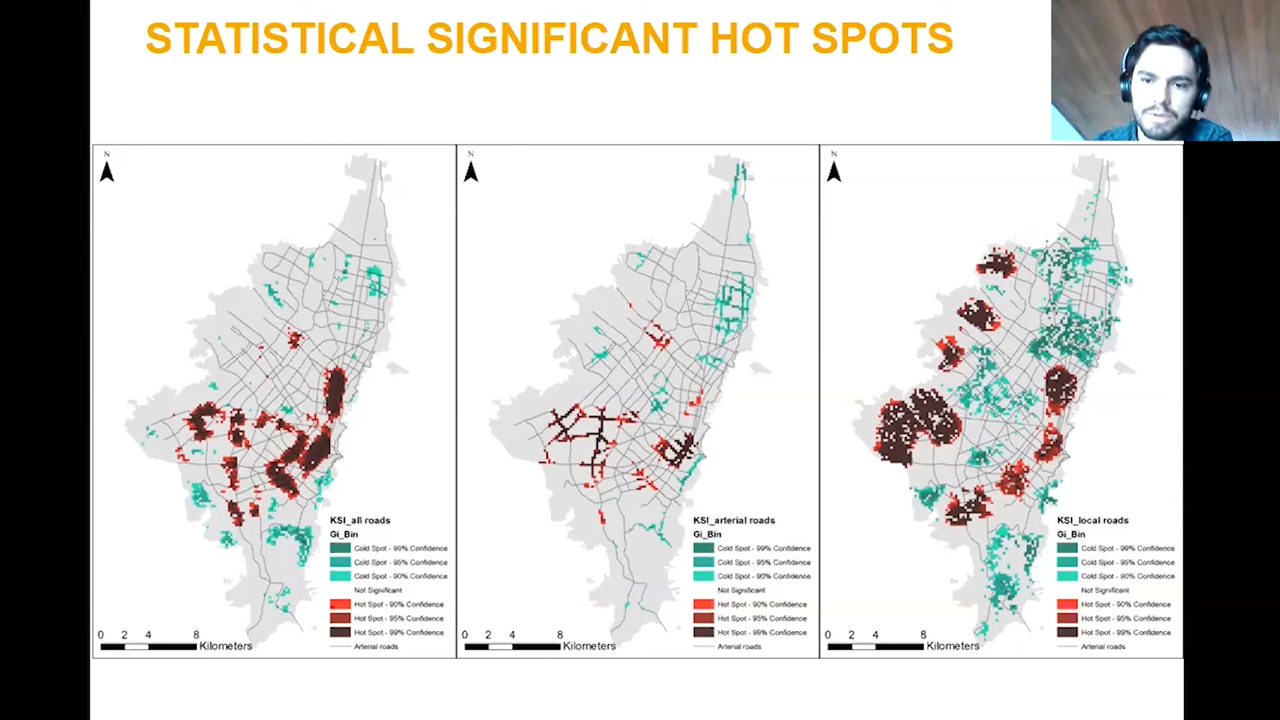 STATISTICAL SIGNIFICANT HOT SPOTS
N
KSI_all roads
Gi_Bin
Cold Spot - 99% Confidence
Cold Spot - 95% Confidence
Cold Spot - 90% Confidence
Not Significant
Hot Spot - 90% Confidence
Hot Spot - 95% Confidence
Hot Spot - 99% Confidence
Arterial roads
0 2 4 8
Kilometers
N
KSI_arterial roads
Gi_Bin
Cold Spot - 99% Confidence
Cold Spot - 95% Confidence
Cold Spot - 90% Confidence
Not Significant
Hot Spot - 90% Confidence
Hot Spot - 95% Confidence
Hot Spot - 99% Confidence
Arterial roads
0 2 4 8
Kilometers
N
KSI_local roads
Gi_Bin
Cold Spot - 99% Confidence
Cold Spot - 95% Confidence
Cold Spot - 90% Confidence
Not Significant
Hot Spot - 90% Confidence
Hot Spot - 95% Confidence
Hot Spot - 99% Confidence
Arterial roads
0 2 4 8
Kilometers